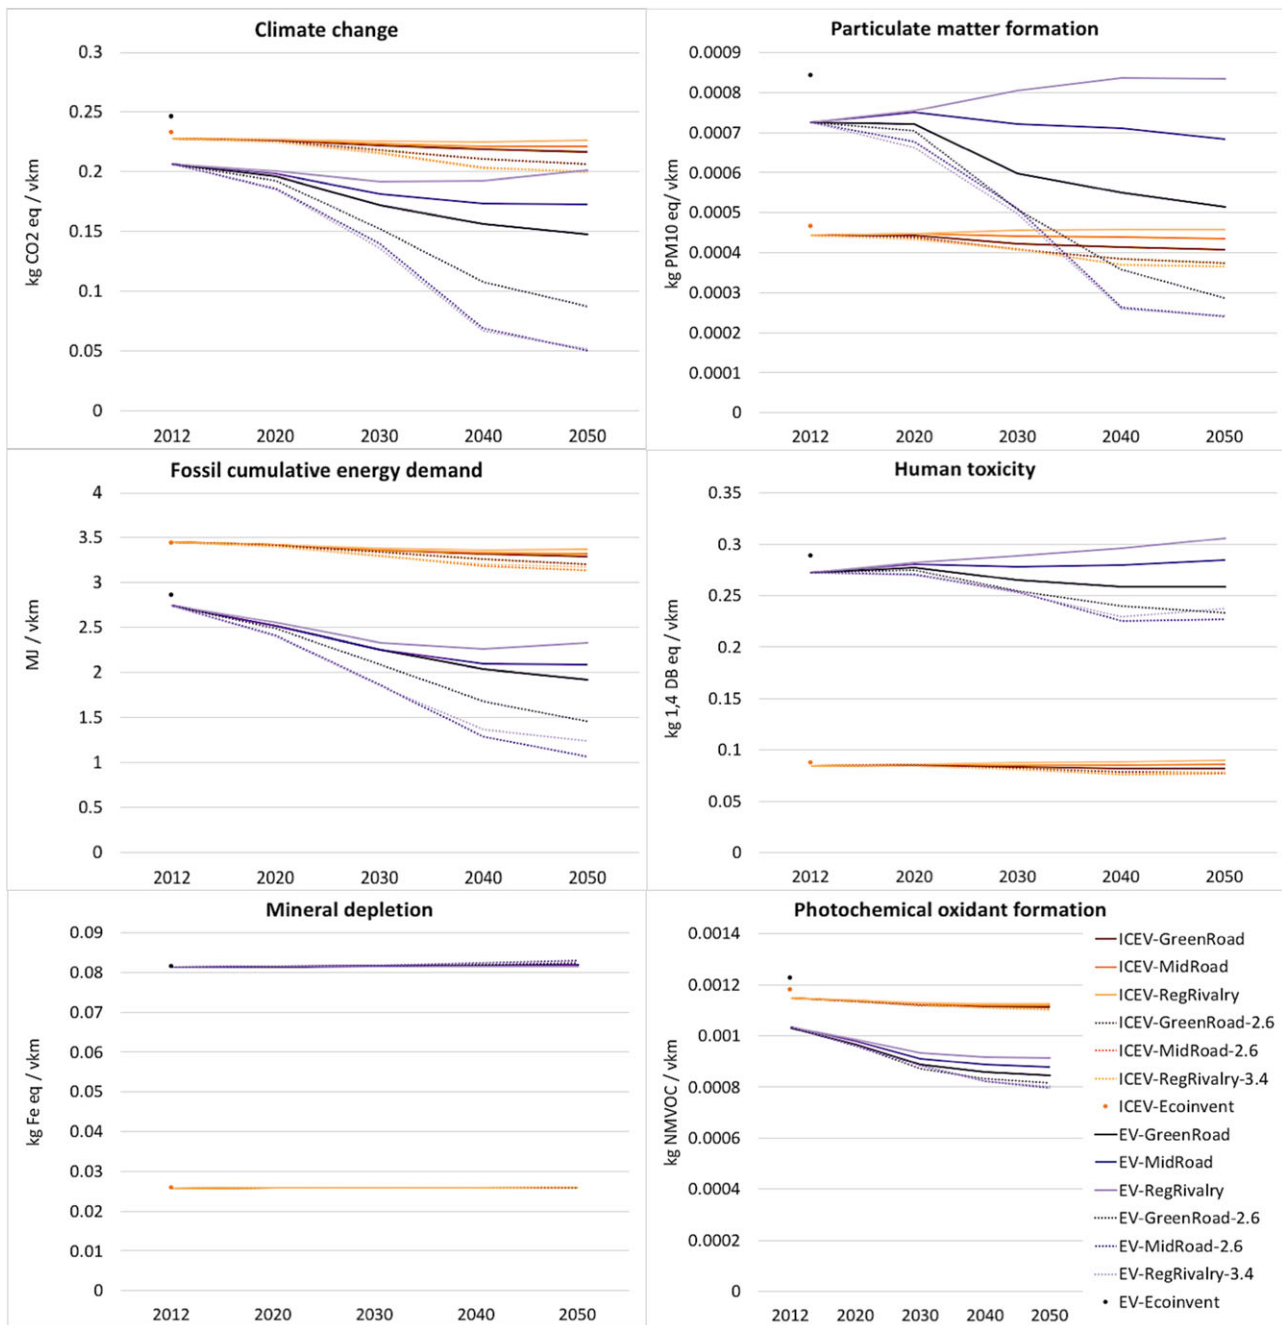 Climate change
0.3
0.25
0.2
0.15
0.1
0.05
0
kg CO2 eq / vkm
2012 2020 2030 2040 2050
Particulate matter formation
0.0009
0.0008
0.0007
0.0006
0.0005
0.0004
0.0003
0.0002
0.0001
0
kg PM10 eq/ vkm
2012 2020 2030 2040 2050
Fossil cumulative energy demand
4
3.5
3
2.5
2
1.5
1
0.5
0
MJ / vkm
2012 2020 2030 2040 2050
Human toxicity
0.35
0.3
0.25
0.2
0.15
0.1
0.05
0
kg 1,4 DB eq / vkm
2012 2020 2030 2040 2050
Mineral depletion
0.09
0.08
0.07
0.06
0.05
0.04
0.03
0.02
0.01
0
kg Fe eq / vkm
2012 2020 2030 2040 2050
Photochemical oxidant formation
0.0014
0.0012
0.001
0.0008
0.0006
0.0004
0.0002
0
kg NMVOC / vkm
2012 2020 2030 2040 2050
ICEV-GreenRoad
ICEV-MidRoad
ICEV-RegRivalry
ICEV-GreenRoad-2.6
ICEV-MidRoad-2.6
ICEV-RegRivalry-3.4
ICEV-Ecoinvent
EV-GreenRoad
EV-MidRoad
EV-RegRivalry
EV-GreenRoad-2.6
EV-MidRoad-2.6
EV-RegRivalry-3.4
EV-Ecoinvent